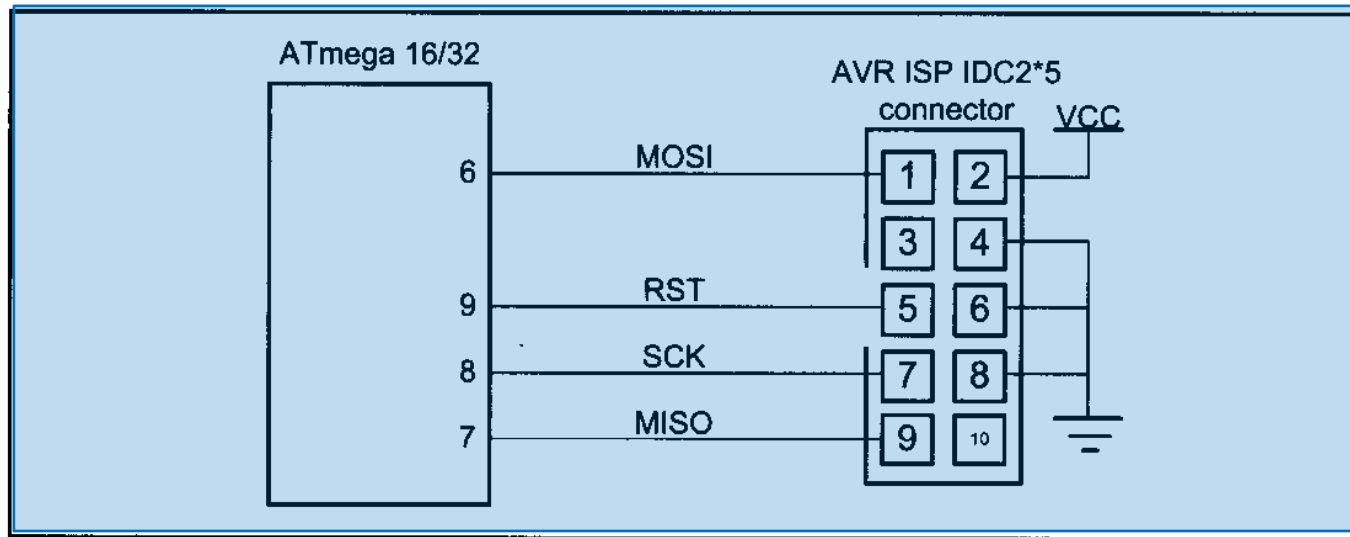 ATmega 16/32
AVR ISP IDC2*5
connector
VCC
6
MOSI
1
2
3
4
9
RST
5
6
8
SCK
7
8
7
MISO
9
10